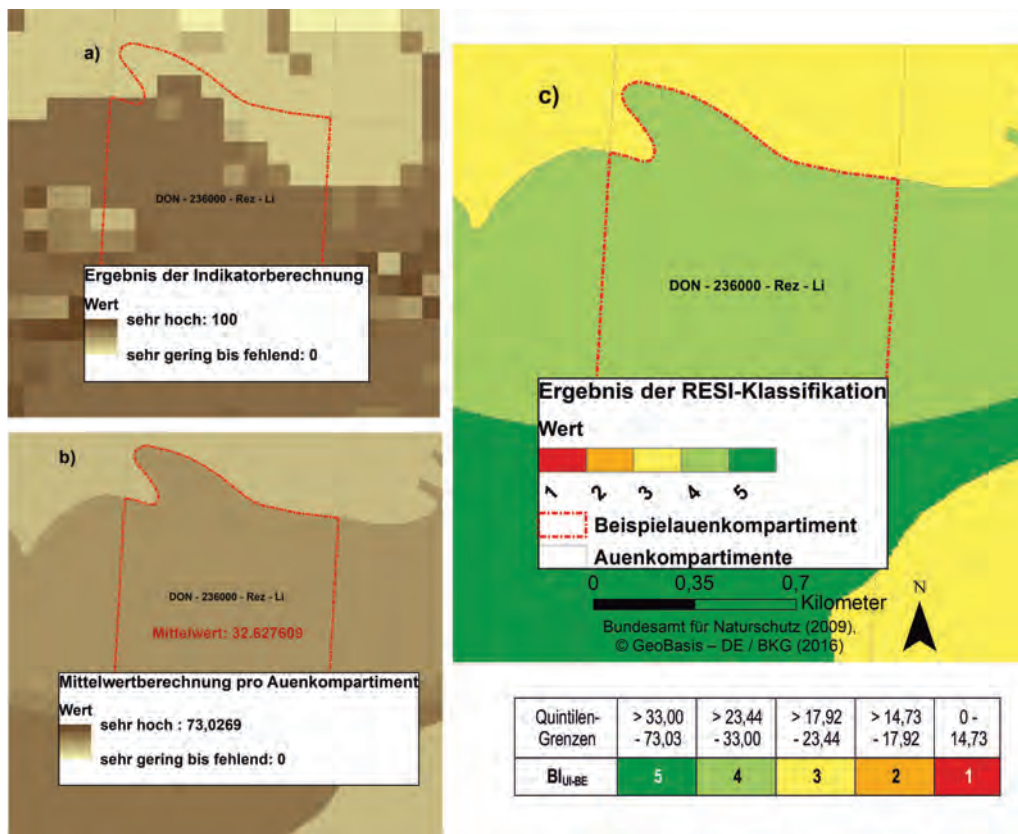 a)
DON - 236000 - Rez - Li
Ergebnis der Indikatorberechnung
Wert
sehr hoch: 100
sehr gering bis fehlend: 0
b)
DON - 236000 - Rez - Li
Mittelwert: 32.627609
Mittelwertberechnung pro Auenkompartiment
Wert
sehr hoch : 73,0269
sehr gering bis fehlend: 0
c)
DON - 236000 - Rez - Li
Ergebnis der RESI-Klassifikation
Wert
1 2 3 4 5
Beispielauenkompartiment
Auenkompartimente
0 0,35 0,7
Kilometer
Bundesamt für Naturschutz (2009),
© GeoBasis – DE / BKG (2016)
N
Quintilen- > 33,00 > 23,44 > 17,92 > 14,73 0 -
Grenzen - 73,03 - 33,00 - 23,44 - 17,92 14,73
BIUI-BE 5 4 3 2 1